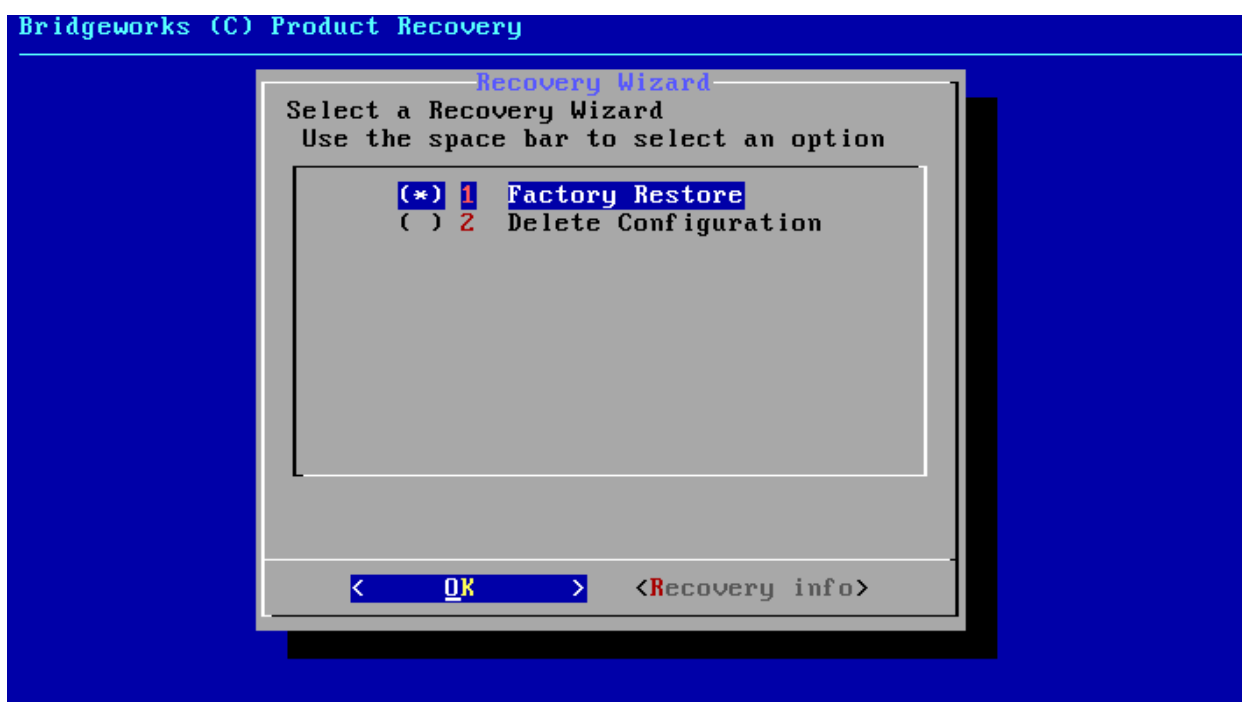 Bridgeworks (C) Product Recovery
Recovery Wizard
Select a Recovery Wizard
Use the space bar to select an option
(*) 1 Factory Restore
( ) 2 Delete Configuration
< OK > <Recovery info>